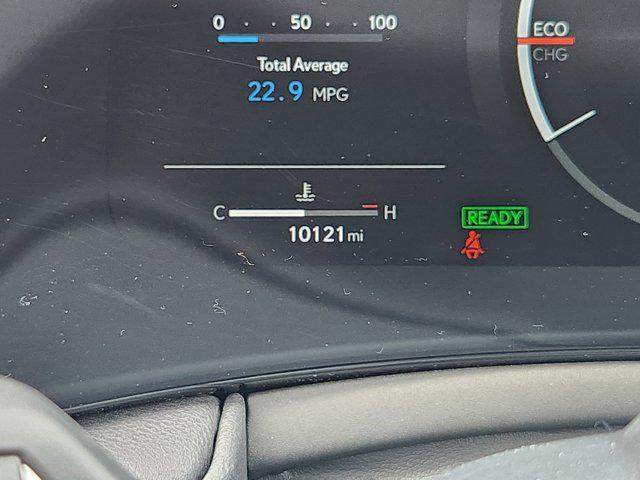 0 · · 50 · · 100
ECO
CHG
Total Average
22.9 MPG
C H
READY
10121 mi